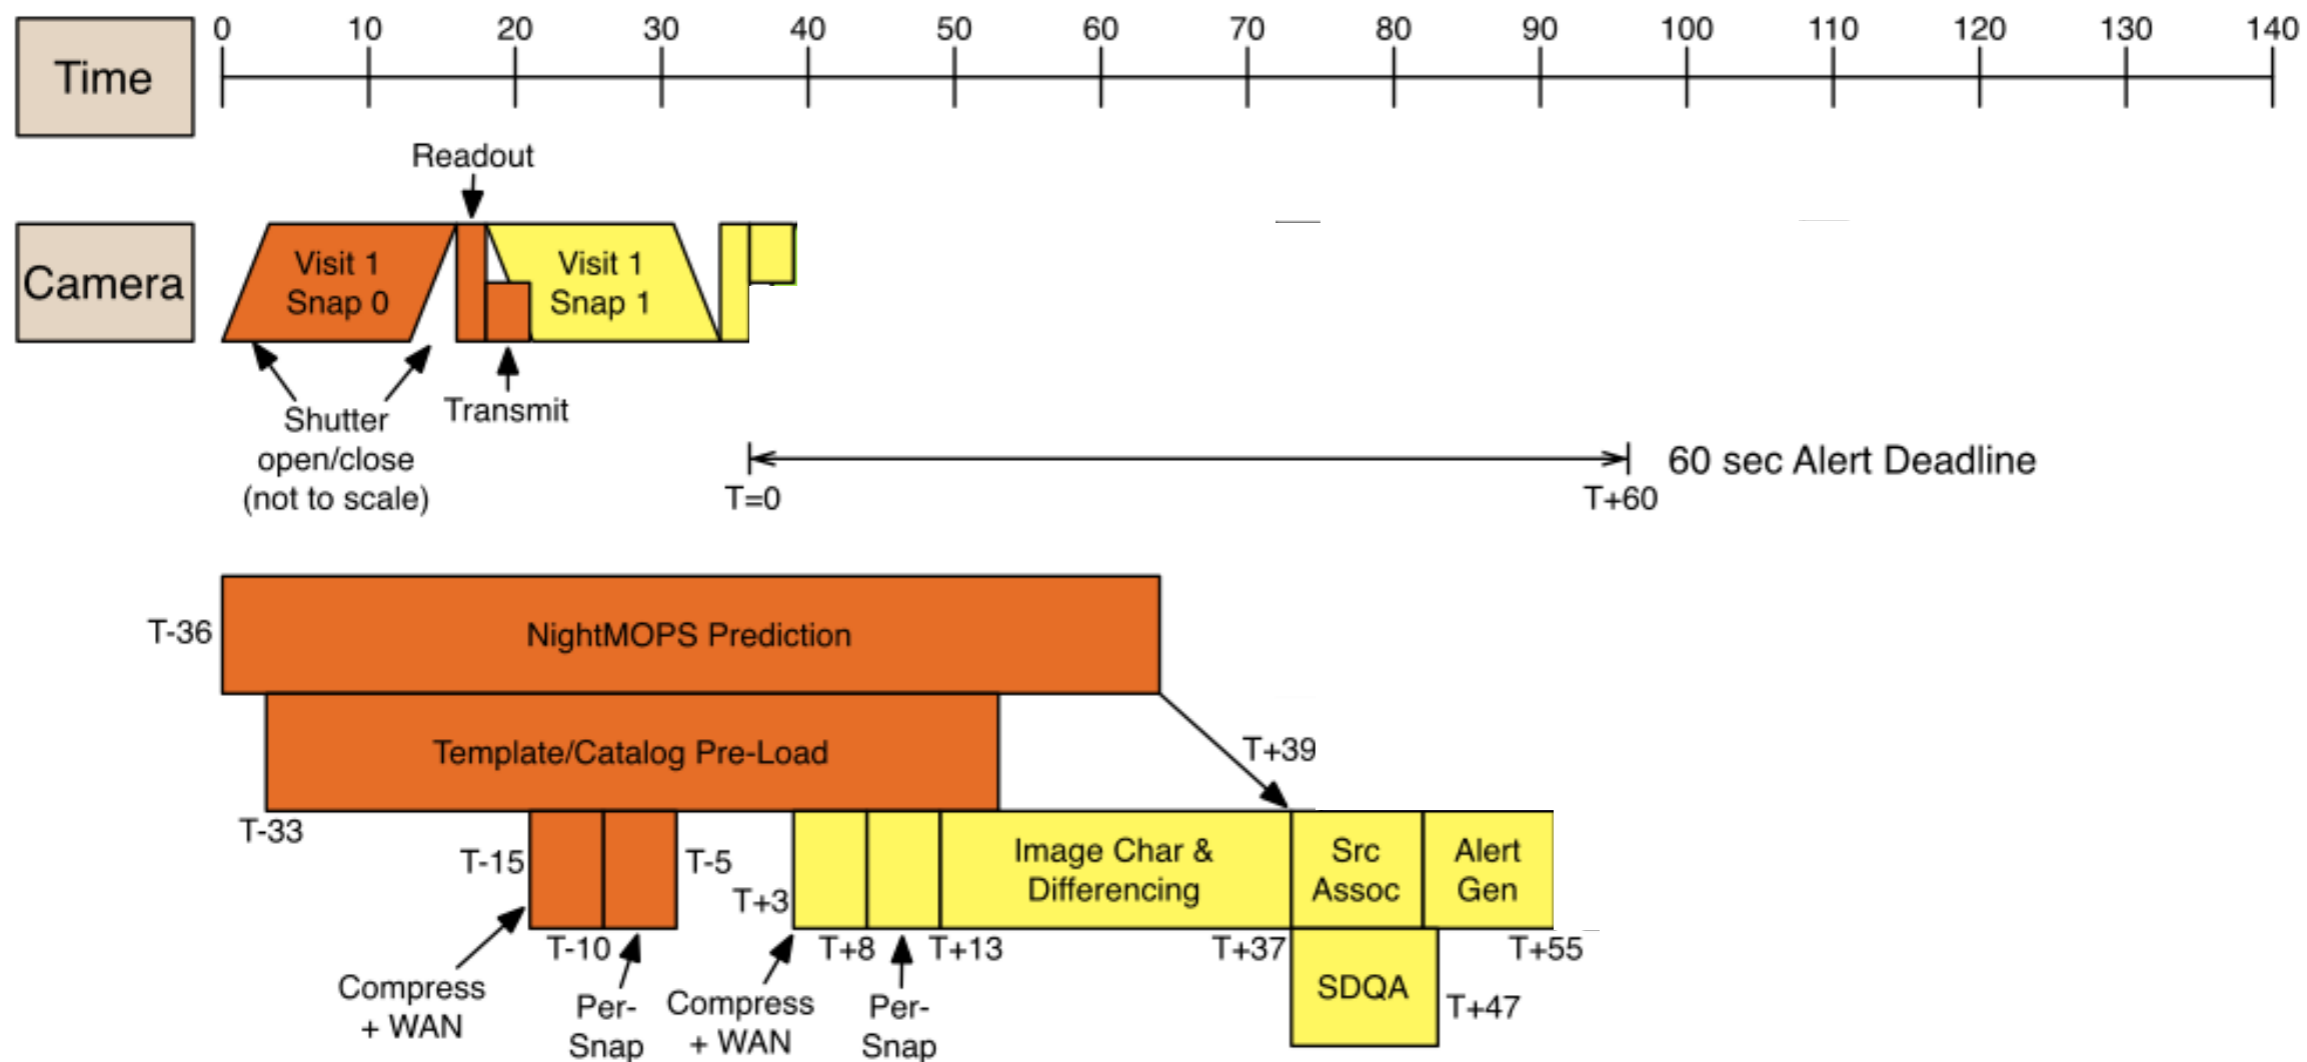 0 10 20 30 40 50 60 70 80 90 100 110 120 130 140
Time
Readout
Camera
Visit 1
Snap 0
Visit 1
Snap 1
Shutter
open/close
(not to scale)
Transmit
60 sec Alert Deadline
T=0
T+60
T-36
NightMOPS Prediction
Template/Catalog Pre-Load
T+39
T-33
T-15
T-5
T+3
Image Char &
Differencing
Src
Assoc
Alert
Gen
T-10
T+8
T+13
T+37
T+55
Compress
+ WAN
Per-
Snap
Compress
+ WAN
Per-
Snap
SDQA
T+47